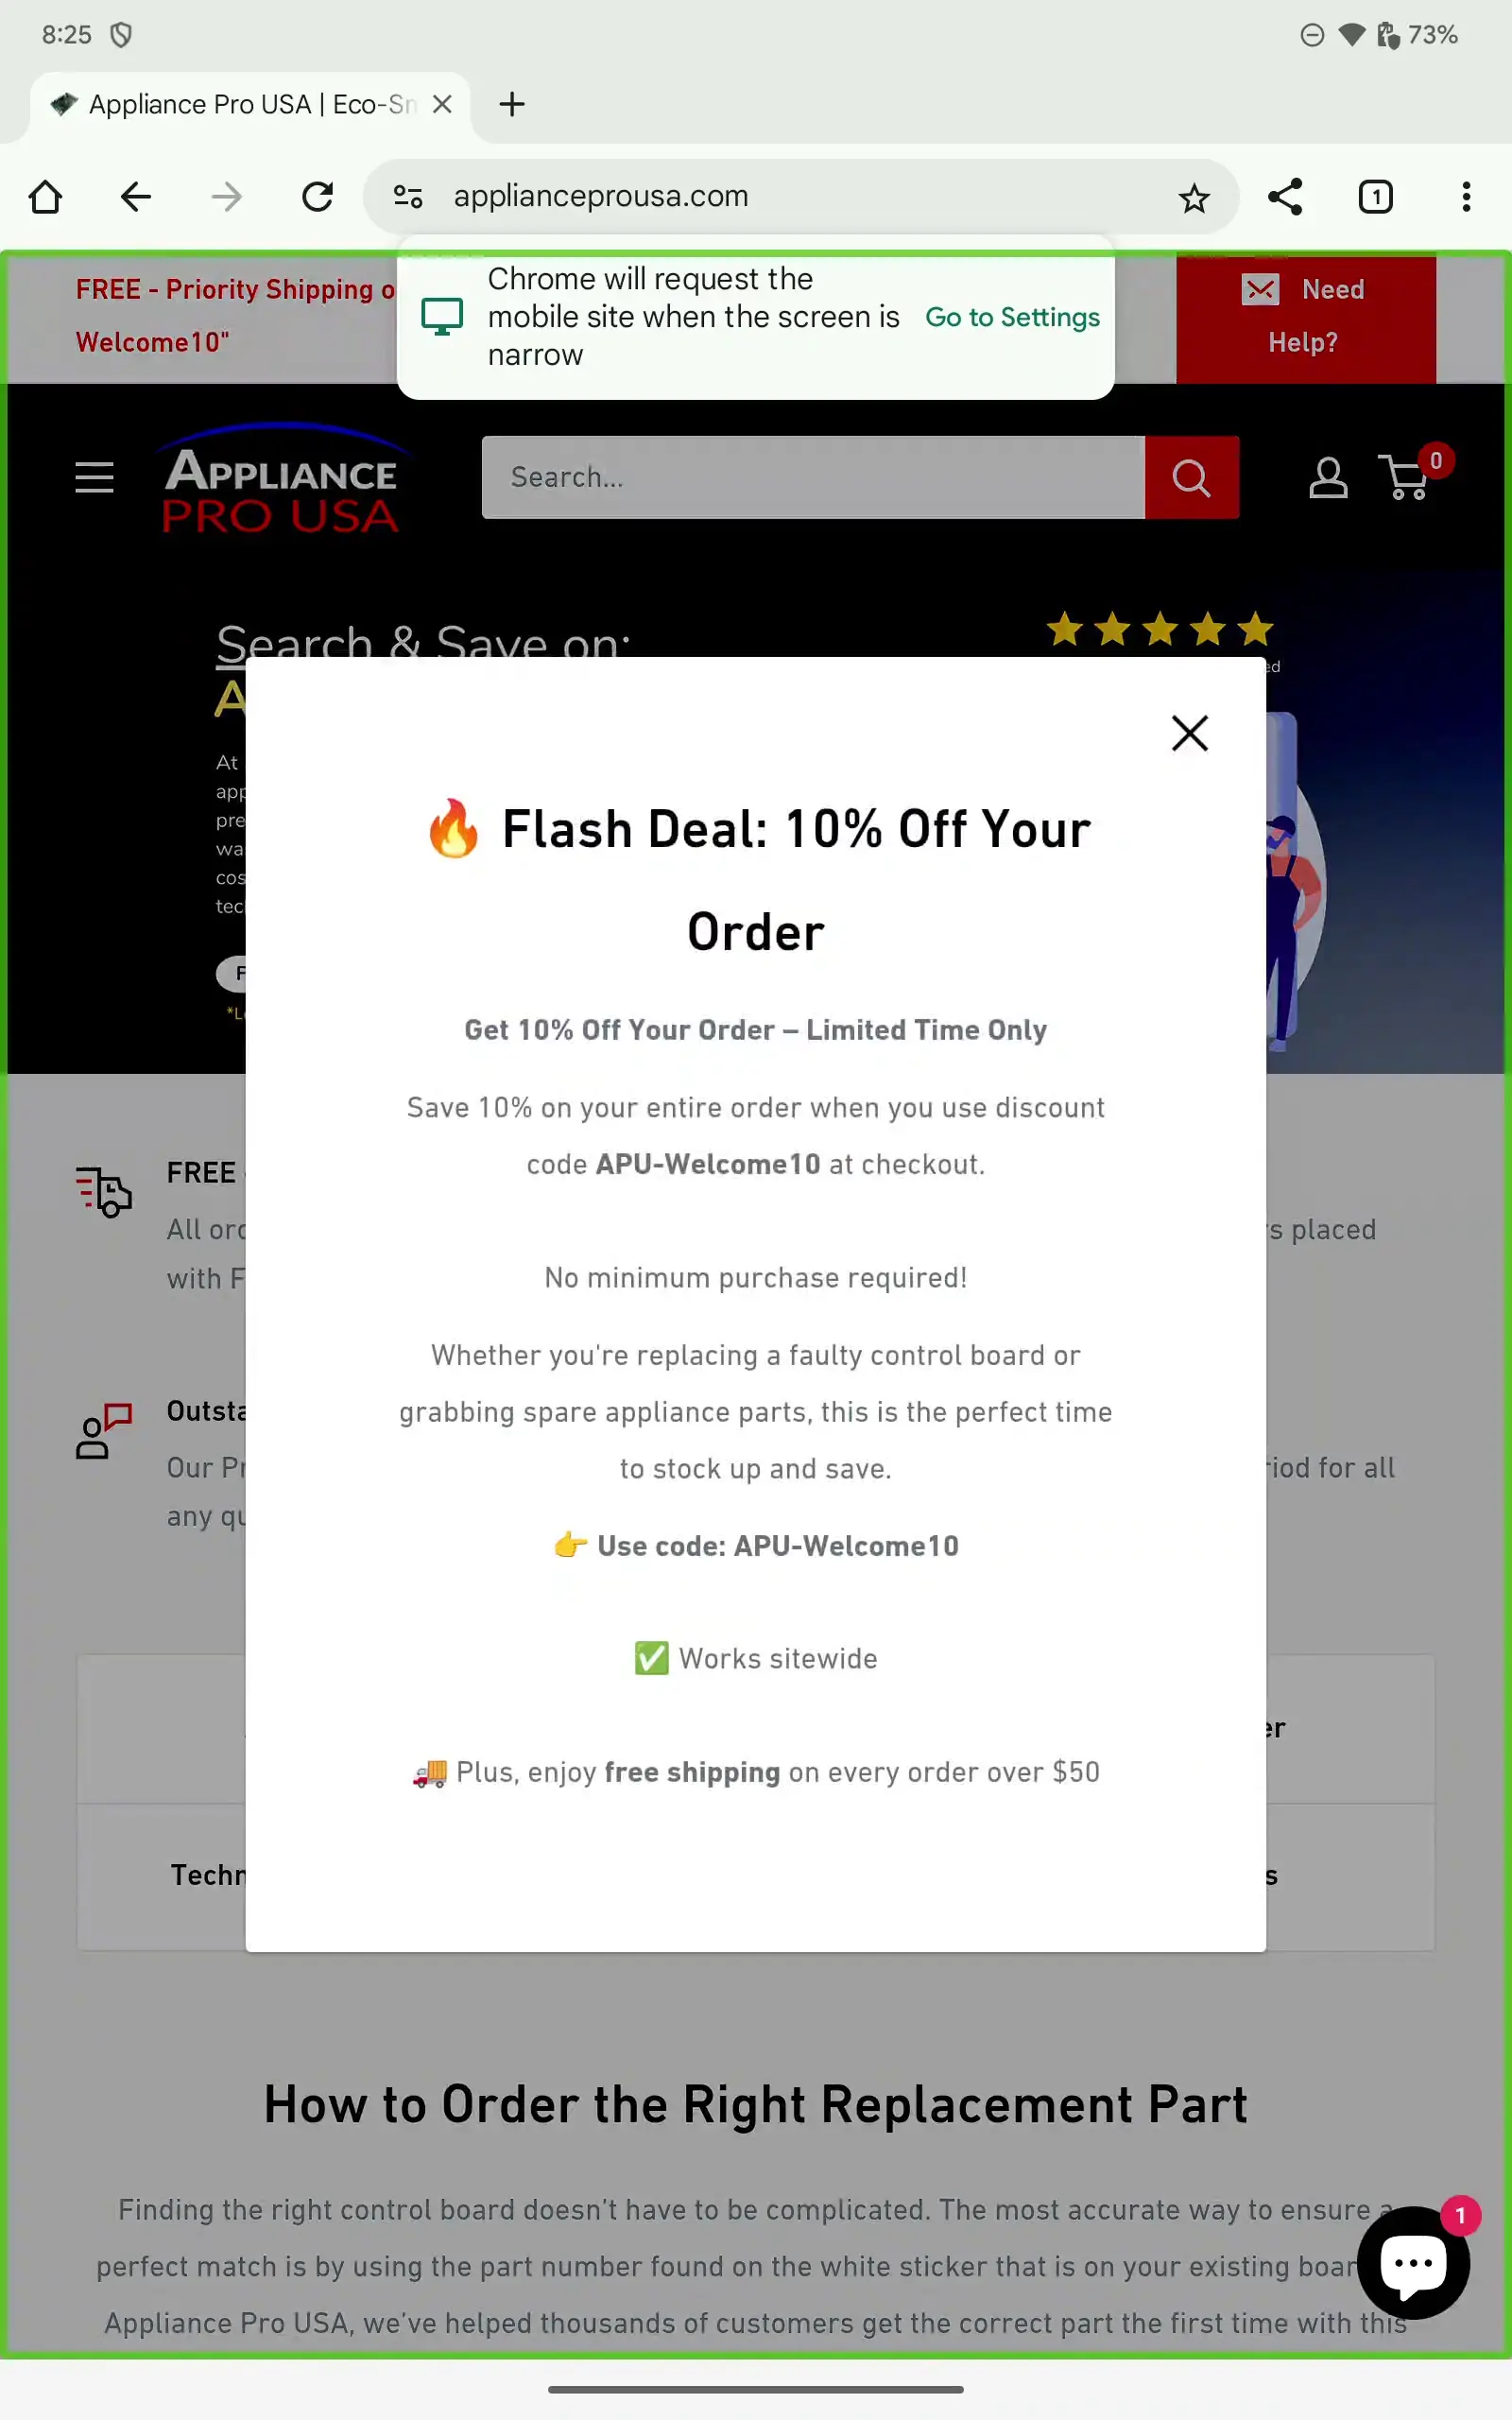 8:25
73%
Appliance Pro USA | Eco-Sm
applianceprousa.com
1
FREE - Priority Shipping o
Welcome10"
Chrome will request the
mobile site when the screen is
narrow
Go to Settings
Need
Help?
APPLIANCE
PRO USA
Search...
0
Search & Save on:
ed
A
At
app
pre
wa
cos
tec
F
*L
🔥 Flash Deal: 10% Off Your
Order
Get 10% Off Your Order – Limited Time Only
Save 10% on your entire order when you use discount
code APU-Welcome10 at checkout.
No minimum purchase required!
Whether you're replacing a faulty control board or
grabbing spare appliance parts, this is the perfect time
to stock up and save.
👉 Use code: APU-Welcome10
✅ Works sitewide
🚚 Plus, enjoy free shipping on every order over $50
FREE
All ord
with F
s placed
Outsta
Our Pr
any qu
riod for all
er
Techn
s
How to Order the Right Replacement Part
Finding the right control board doesn't have to be complicated. The most accurate way to ensure a
perfect match is by using the part number found on the white sticker that is on your existing boar
Appliance Pro USA, we've helped thousands of customers get the correct part the first time with this
1